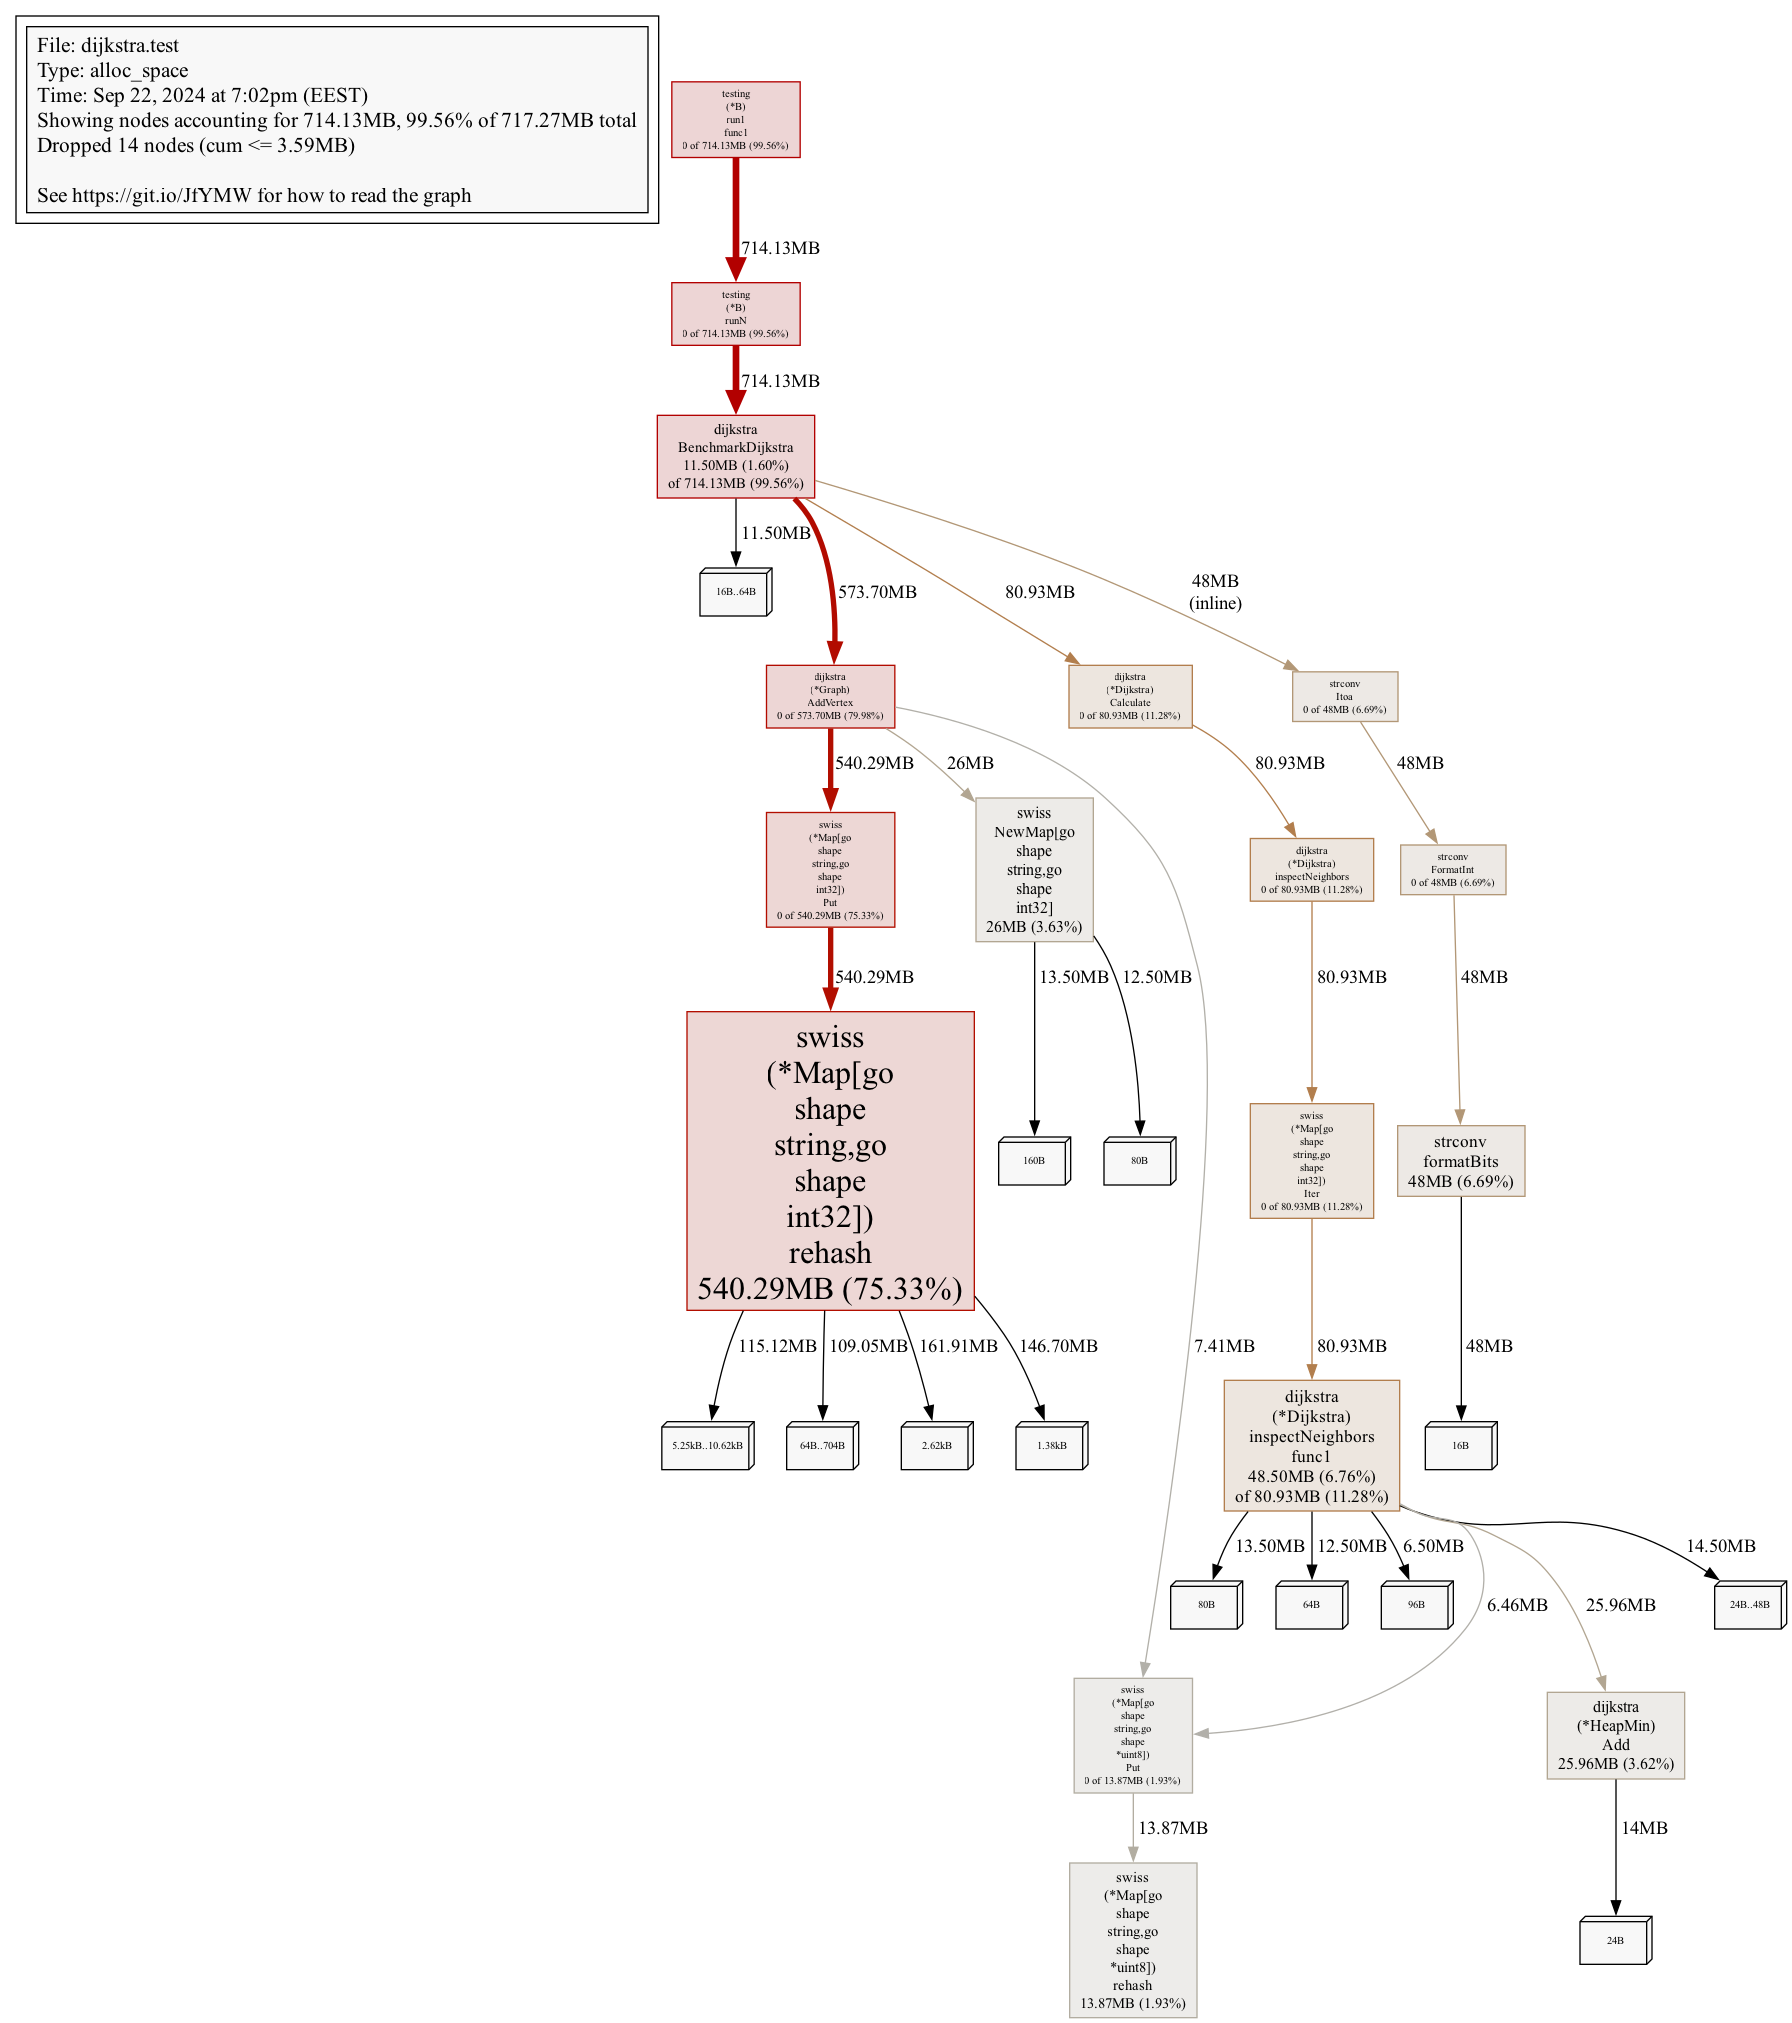 File: dijkstra.test
Type: alloc_space
Time: Sep 22, 2024 at 7:02pm (EEST)
Showing nodes accounting for 714.13MB, 99.56% of 717.27MB total
Dropped 14 nodes (cum <= 3.59MB)
See https://git.io/JfYMW for how to read the graph
testing
(*B)
run1
func1
0 of 714.13MB (99.56%)
714.13MB
testing
(*B)
runN
0 of 714.13MB (99.56%)
714.13MB
dijkstra
BenchmarkDijkstra
11.50MB (1.60%)
of 714.13MB (99.56%)
11.50MB
16B..64B
573.70MB
80.93MB
48MB
(inline)
dijkstra
(*Graph)
AddVertex
0 of 573.70MB (79.98%)
dijkstra
(*Dijkstra)
Calculate
0 of 80.93MB (11.28%)
strconv
Itoa
0 of 48MB (6.69%)
540.29MB
26MB
80.93MB
48MB
swiss
(*Map[go
shape
string,go
shape
int32])
Put
0 of 540.29MB (75.33%)
swiss
NewMap[go
shape
string,go
shape
int32]
26MB (3.63%)
dijkstra
(*Dijkstra)
inspectNeighbors
0 of 80.93MB (11.28%)
strconv
FormatInt
0 of 48MB (6.69%)
540.29MB
13.50MB
12.50MB
80.93MB
48MB
swiss
(*Map[go
shape
string,go
shape
int32])
rehash
540.29MB (75.33%)
160B
80B
swiss
(*Map[go
shape
string,go
shape
int32])
Iter
0 of 80.93MB (11.28%)
strconv
formatBits
48MB (6.69%)
115.12MB
109.05MB
161.91MB
146.70MB
7.41MB
80.93MB
48MB
5.25kB..10.62kB
64B..704B
2.62kB
1.38kB
dijkstra
(*Dijkstra)
inspectNeighbors
func1
48.50MB (6.76%)
of 80.93MB (11.28%)
16B
13.50MB
12.50MB
6.50MB
14.50MB
80B
64B
96B
6.46MB
25.96MB
24B..48B
swiss
(*Map[go
shape
string,go
shape
*uint8])
Put
0 of 13.87MB (1.93%)
dijkstra
(*HeapMin)
Add
25.96MB (3.62%)
13.87MB
14MB
swiss
(*Map[go
shape
string,go
shape
*uint8])
rehash
13.87MB (1.93%)
24B